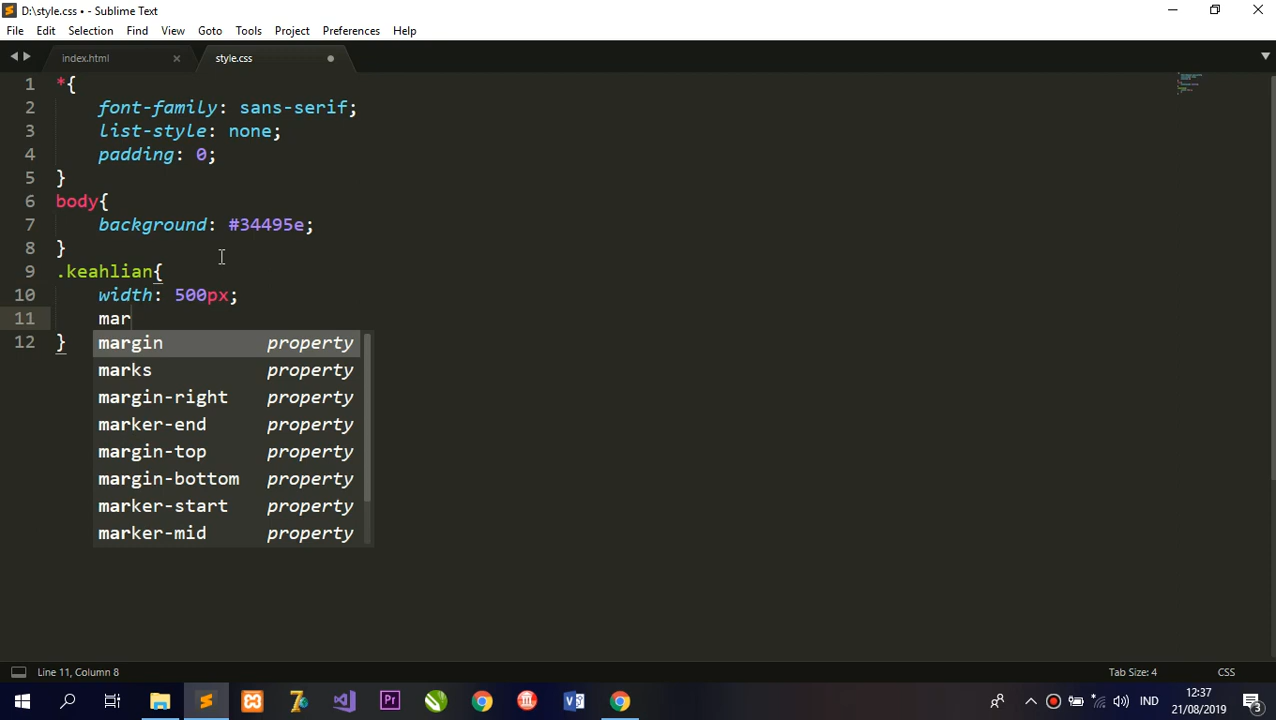 D:\style.css • - Sublime Text
File Edit Selection Find View Goto Tools Project Preferences Help
index.html × style.css
1 *{
2 font-family: sans-serif;
3 list-style: none;
4 padding: 0;
5 }
6 body{
7 background: #34495e;
8 }
9 .keahlian{
10 width: 500px;
11 mar
12 }
margin property
marks property
margin-right property
marker-end property
margin-top property
margin-bottom property
marker-start property
marker-mid property
Line 11, Column 8 Tab Size: 4 CSS
Pr IND 12:37
21/08/2019 3